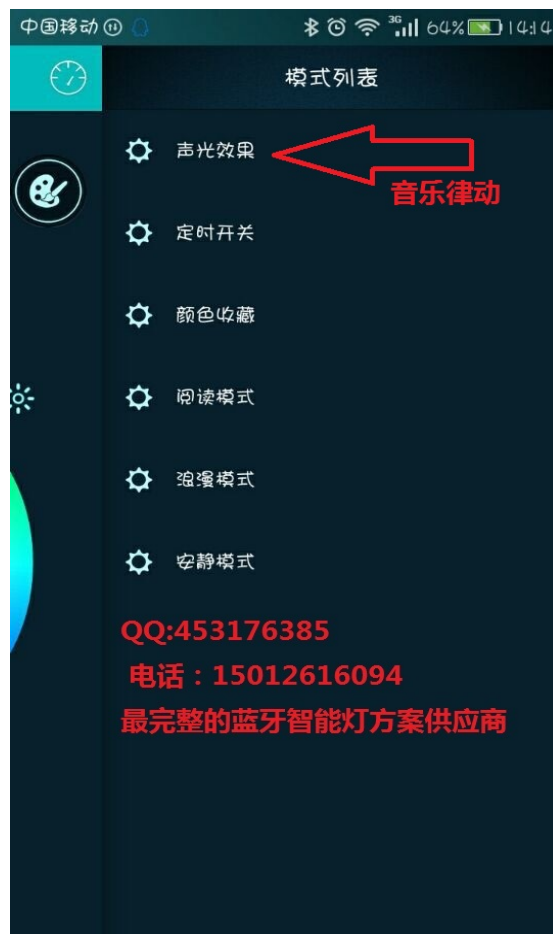 中国移动
3G 64% 14:14
模式列表
声光效果
音乐律动
定时开关
颜色收藏
阅读模式
浪漫模式
安静模式
QQ:453176385
电话：15012616094
最完整的蓝牙智能灯方案供应商